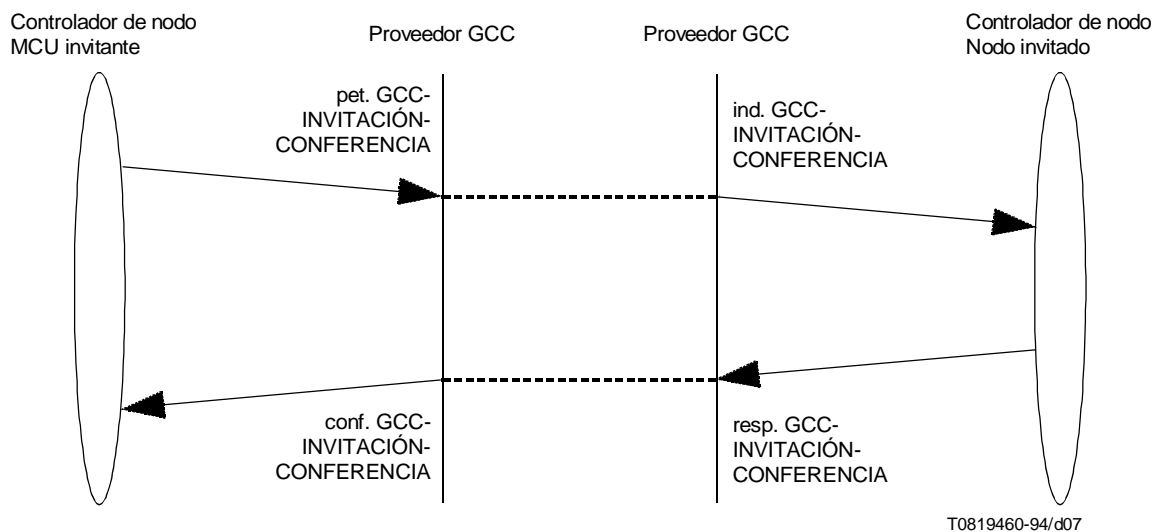 Controlador de nodo
MCU invitante
Proveedor GCC
Proveedor GCC
Controlador de nodo
Nodo invitado
pet. GCC-
INVITACIÓN-
CONFERENCIA
ind. GCC-
INVITACIÓN-
CONFERENCIA
conf. GCC-
INVITACIÓN-
CONFERENCIA
resp. GCC-
INVITACIÓN-
CONFERENCIA
T0819460-94/d07